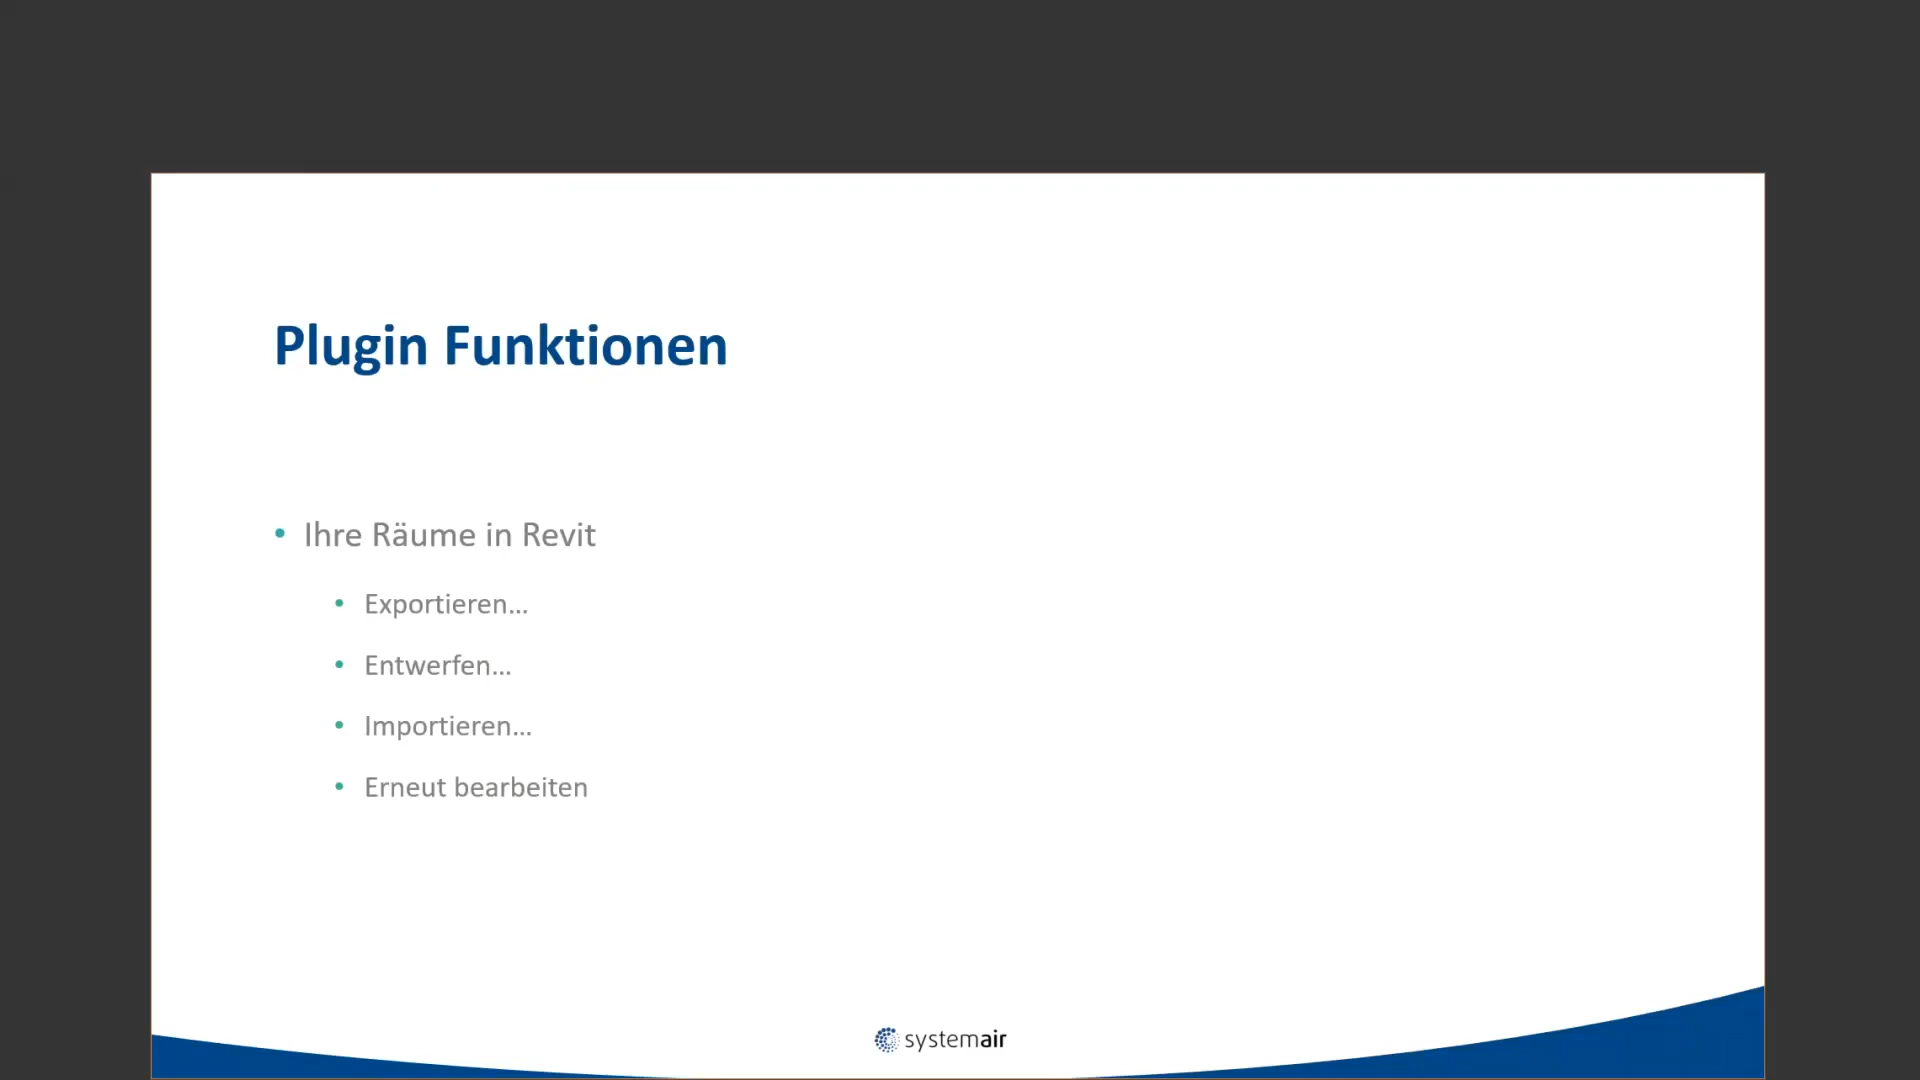 Plugin Funktionen
• Ihre Räume in Revit
• Exportieren...
• Entwerfen...
• Importieren...
• Erneut bearbeiten
systemair